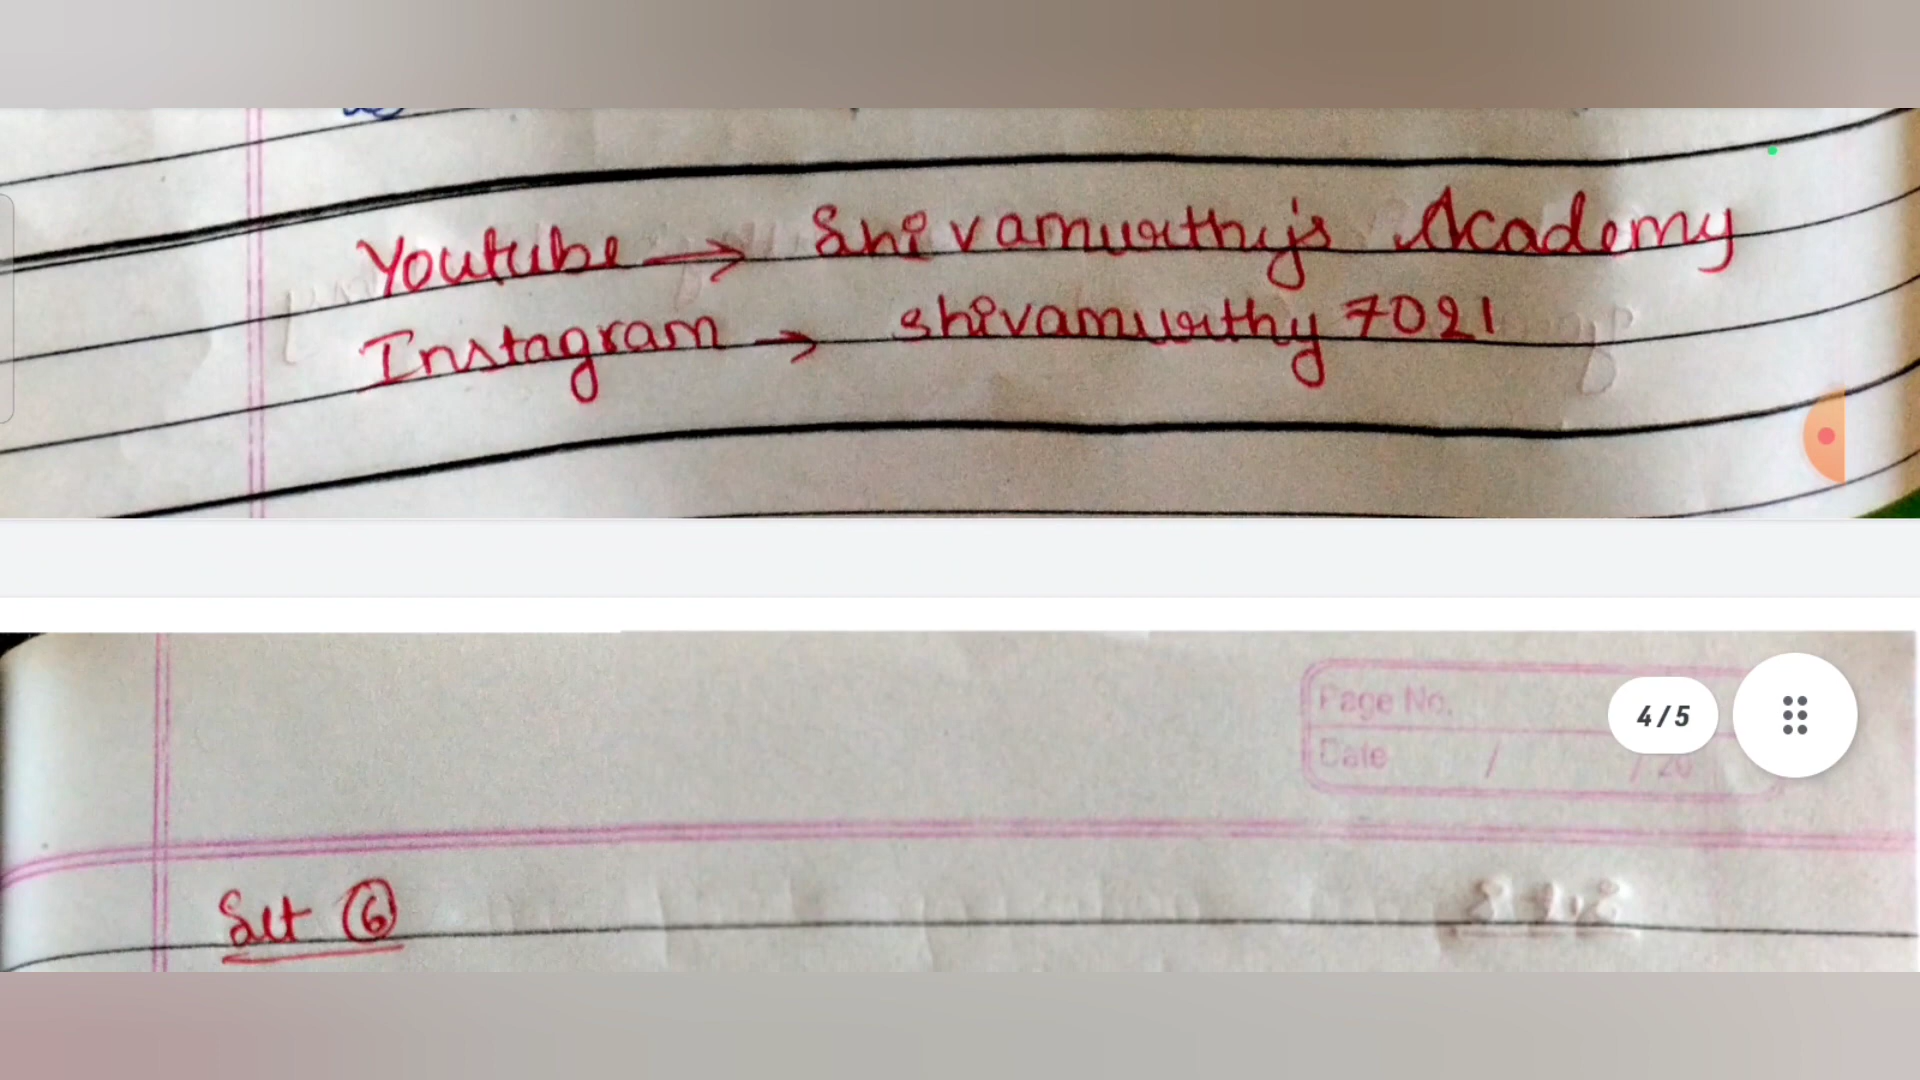 Youtube → Shivamurthy's Academy
Instagram → shivamurthy7021
Page No.
Date / / 20
4/5
Set 6